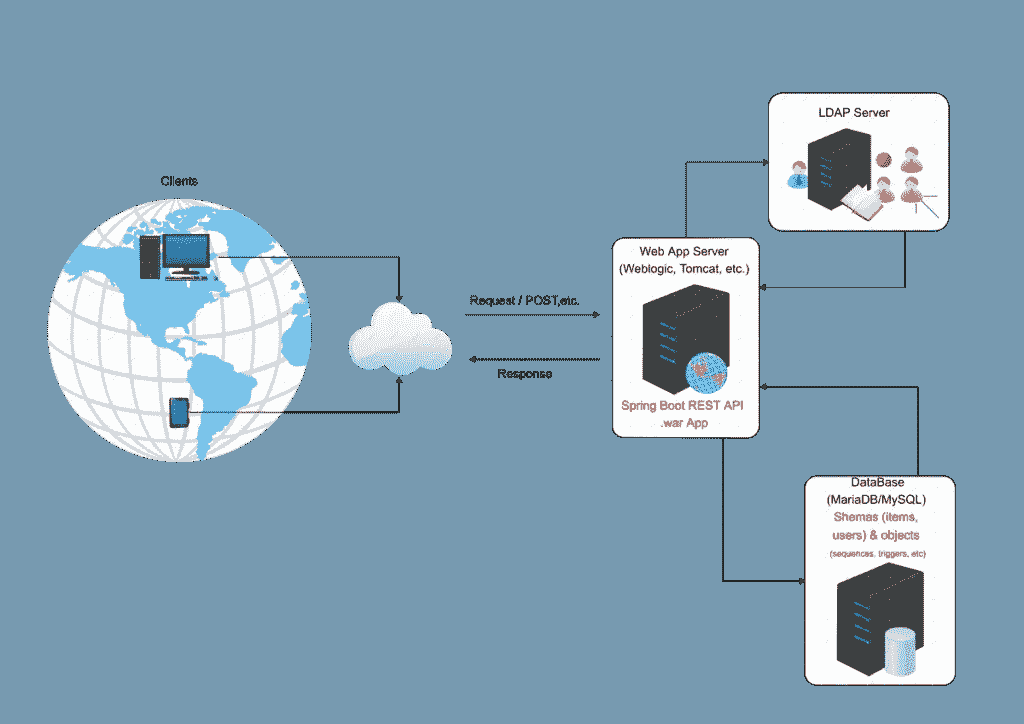 Clients
Request / POST,etc.
Response
LDAP Server
Web App Server
(Weblogic, Tomcat, etc.)
Spring Boot REST API
.war App
DataBase
(MariaDB/MySQL)
Shemas (items,
users) & objects
(sequences, triggers, etc)